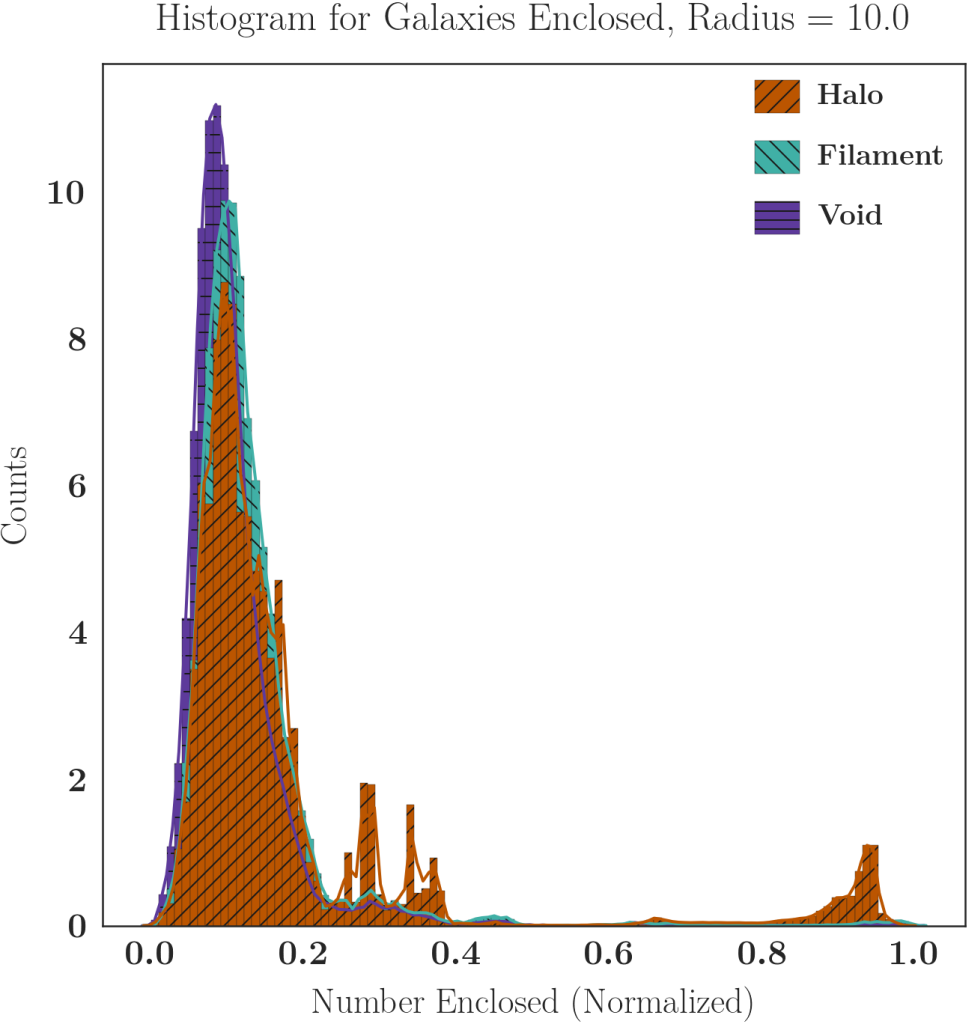 Histogram for Galaxies Enclosed, Radius = 10.0
Halo
Filament
Void
10
8
6
4
2
0
Counts
0.0 0.2 0.4 0.6 0.8 1.0
Number Enclosed (Normalized)